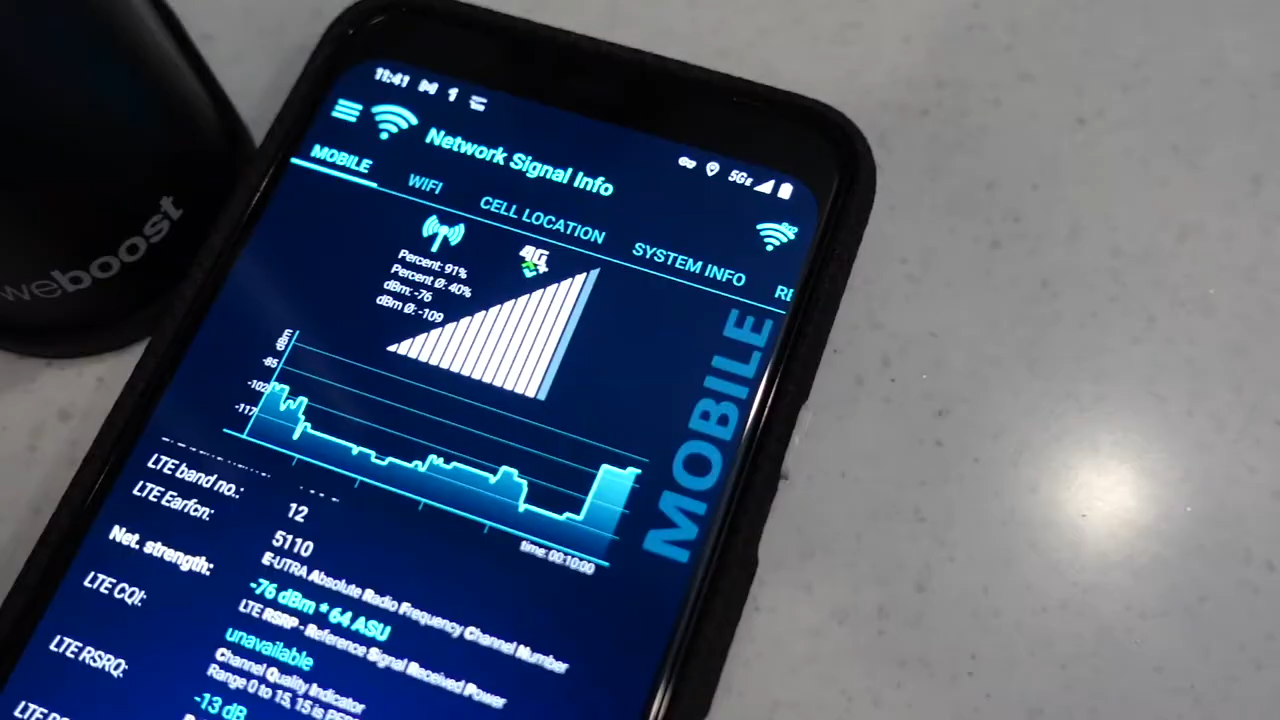 11:41
5GE
Network Signal Info
MOBILE
WIFI
CELL LOCATION
SYSTEM INFO
Percent: 91%
Percent Ø: 40%
dBm: -76
dBm Ø: -109
4G+
MOBILE
dBm
-85
-102
-117
time: 00:10:00
LTE band no.:
12
LTE Earfcn:
5110
E-UTRA Absolute Radio Frequency Channel Number
Net. strength:
-76 dBm * 64 ASU
LTE RSRP - Reference Signal Received Power
LTE CQI:
unavailable
Channel Quality Indicator
Range 0 to 15, 15 is
LTE RSRQ:
-13 dB
weboost